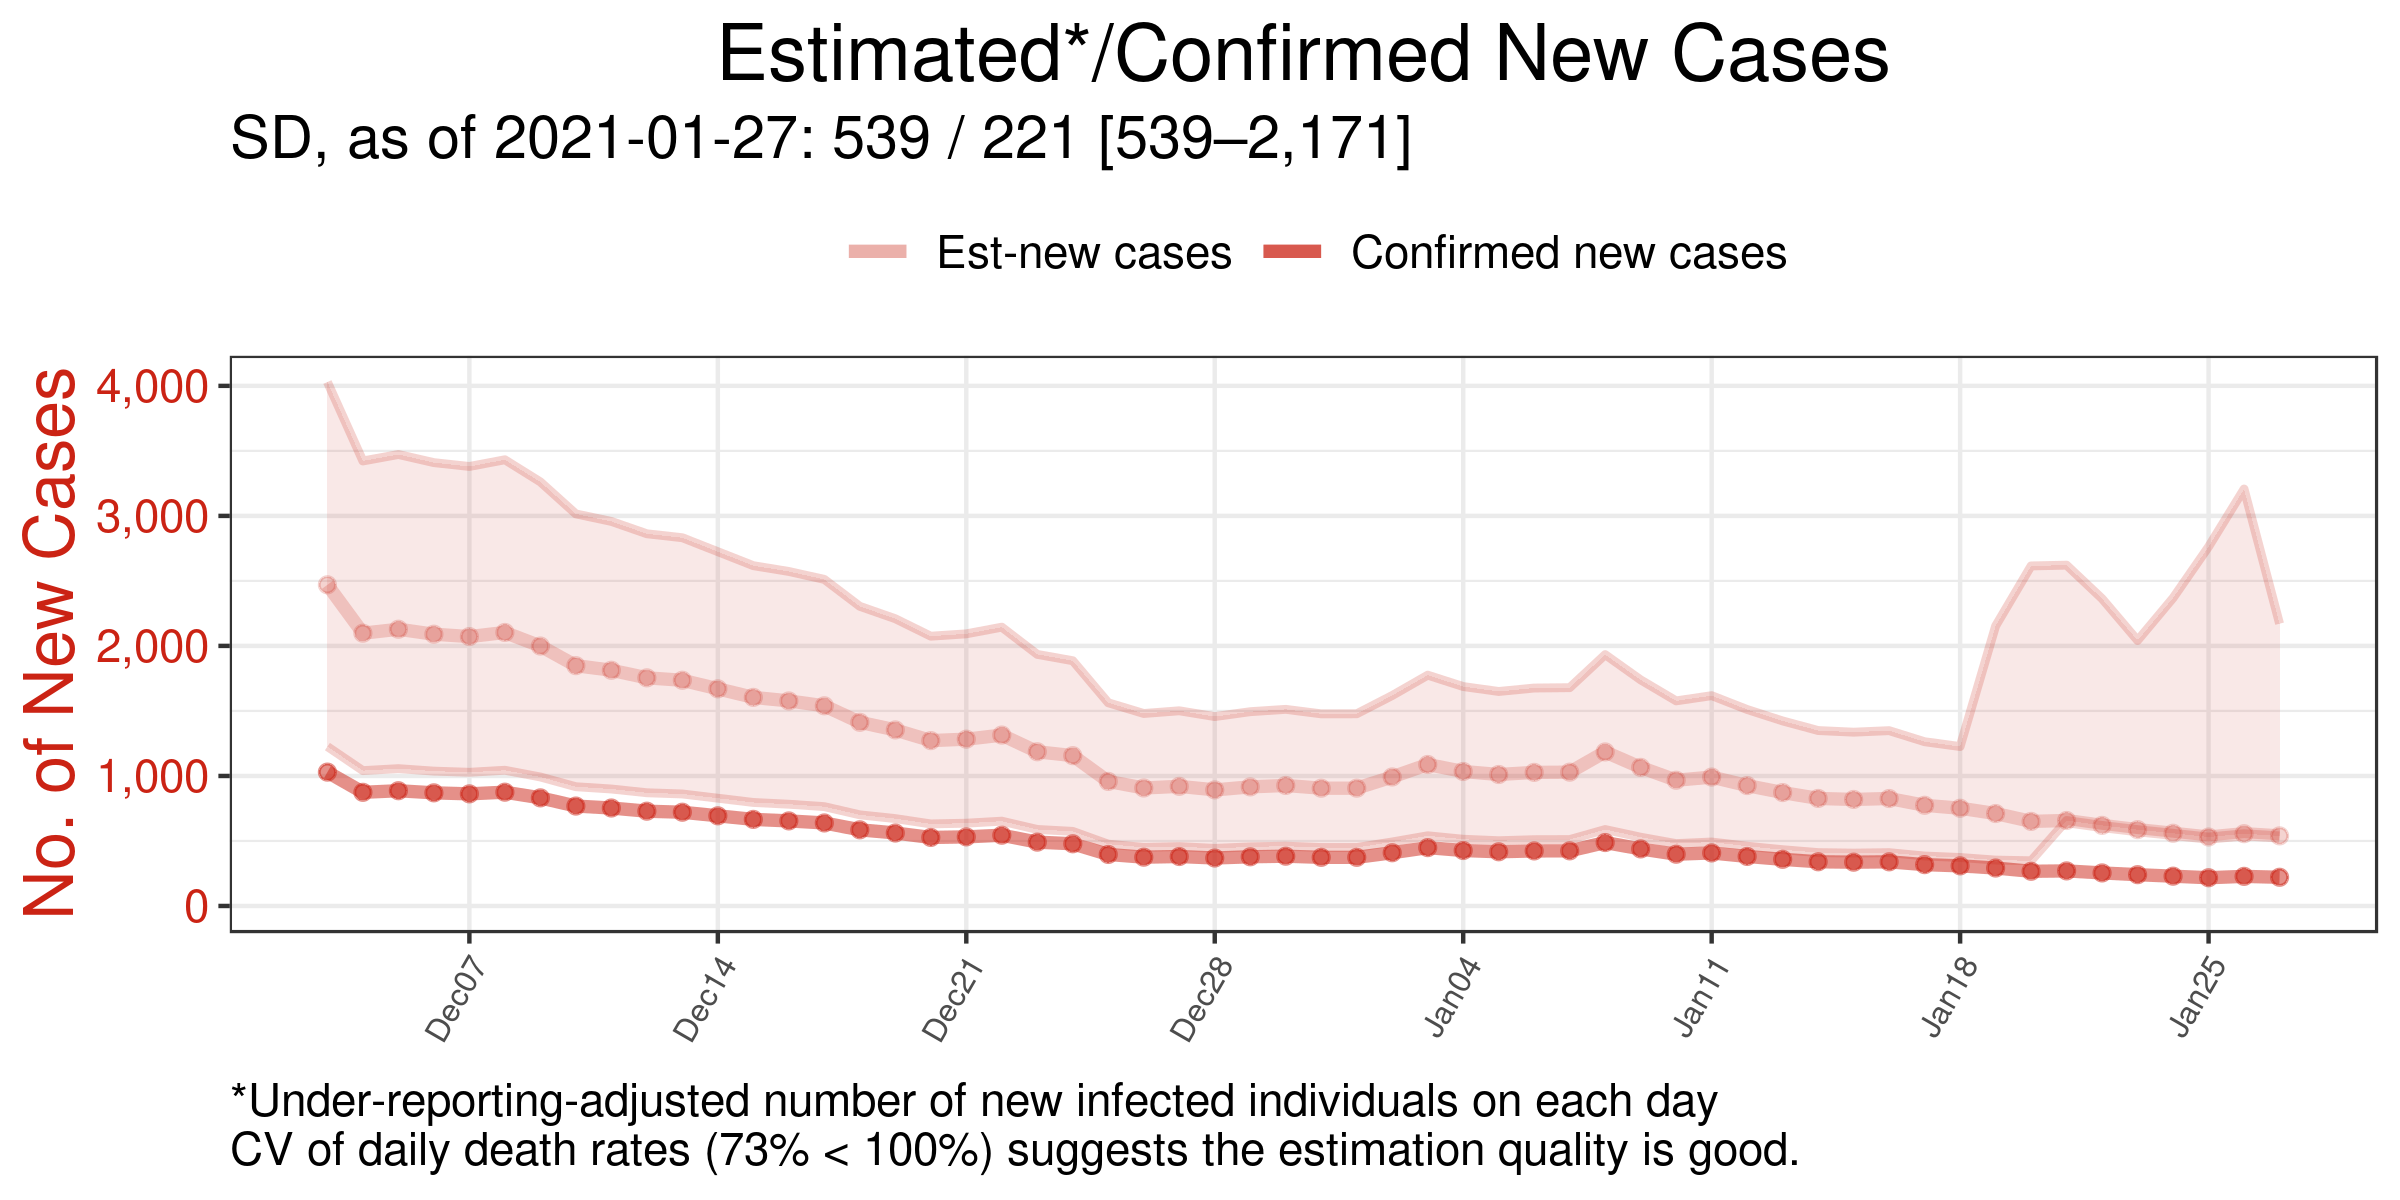 Estimated*/Confirmed New Cases
SD, as of 2021-01-27: 539 / 221 [539–2,171]
Est-new cases Confirmed new cases
No. of New Cases
4,000
3,000
2,000
1,000
0
Dec07 Dec14 Dec21 Dec28 Jan04 Jan11 Jan18 Jan25
*Under-reporting-adjusted number of new infected individuals on each day
CV of daily death rates (73% < 100%) suggests the estimation quality is good.